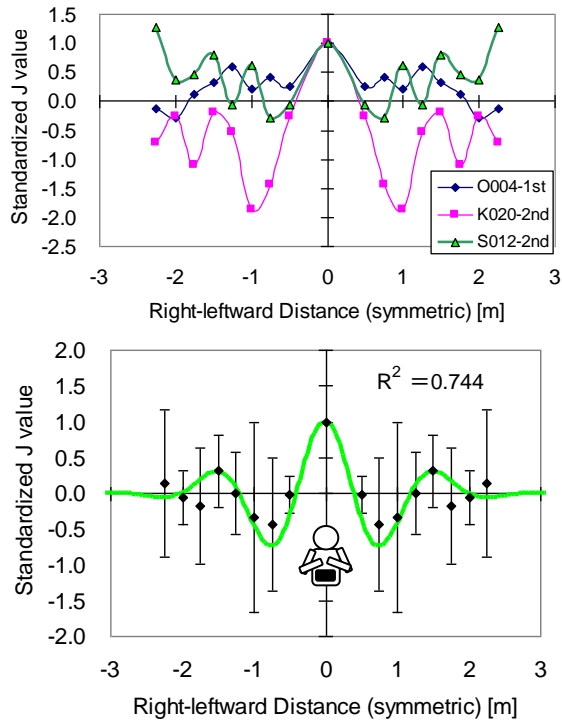 1.5
1.0
0.5
0.0
-0.5
-1.0
-1.5
-2.0
-2.5
Standardized J value
O004-1st
K020-2nd
S012-2nd
-3 -2 -1 0 1 2 3
Right-leftward Distance (symmetric) [m]
2.0
1.5
1.0
0.5
0.0
-0.5
-1.0
-1.5
-2.0
Standardized J value
R² =0.744
-3 -2 -1 0 1 2 3
Right-leftward Distance (symmetric) [m]